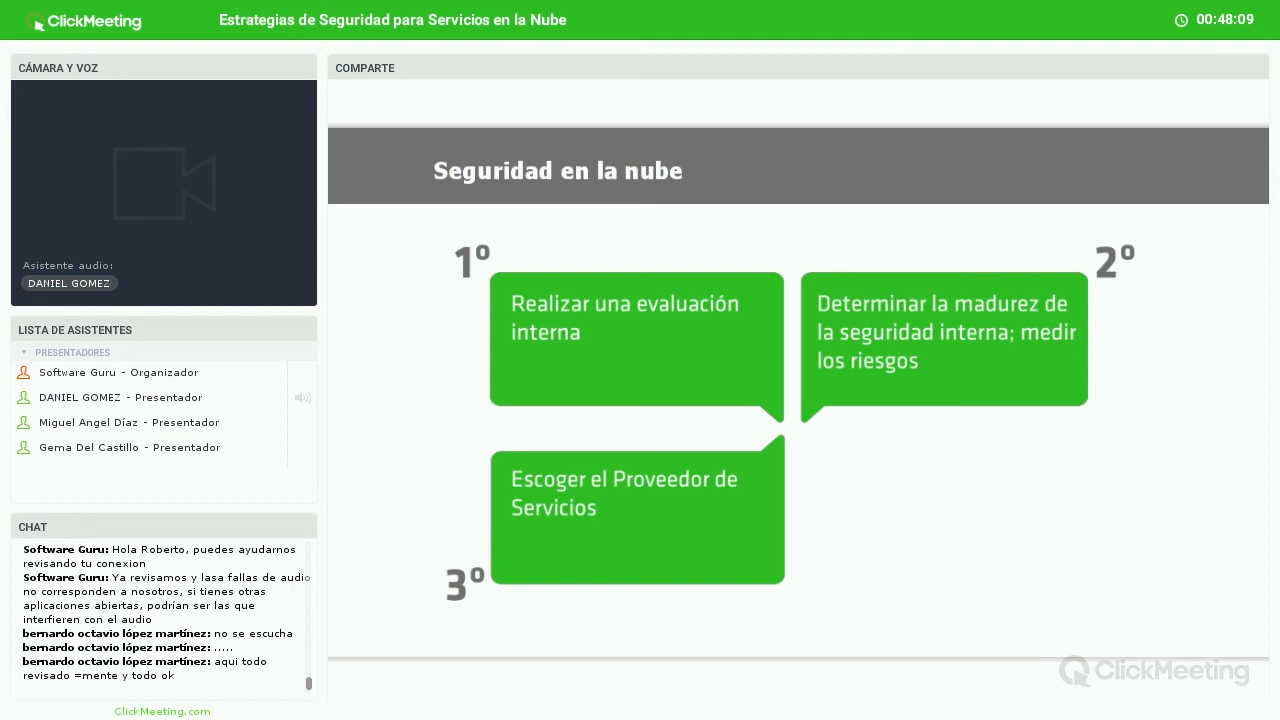 ClickMeeting
Estrategias de Seguridad para Servicios en la Nube
00:48:09
CÁMARA Y VOZ
Asistente audio:
DANIEL GOMEZ
LISTA DE ASISTENTES
PRESENTADORES
Software Guru - Organizador
DANIEL GOMEZ - Presentador
Miguel Angel Díaz - Presentador
Gema Del Castillo - Presentador
CHAT
Software Guru: Hola Roberto, puedes ayudarnos
revisando tu conexion
Software Guru: Ya revisamos y lasa fallas de audio
no corresponden a nosotros, si tienes otras
aplicaciones abiertas, podrían ser las que
interfieren con el audio
bernardo octavio lópez martínez: no se escucha
bernardo octavio lópez martínez: .....
bernardo octavio lópez martínez: aqui todo
revisado =mente y todo ok
ClickMeeting.com
COMPARTE
Seguridad en la nube
1º
Realizar una evaluación
interna
2º
Determinar la madurez de
la seguridad interna; medir
los riesgos
3º
Escoger el Proveedor de
Servicios
ClickMeeting